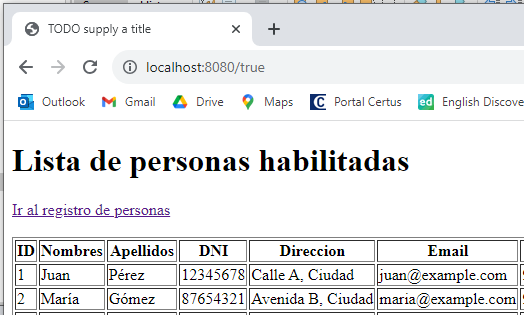 TODO supply a title
localhost:8080/true
Outlook Gmail Drive Maps Portal Certus English Discove
Lista de personas habilitadas
Ir al registro de personas
ID Nombres Apellidos DNI Direccion Email
1 Juan Pérez 12345678 Calle A, Ciudad juan@example.com
2 María Gómez 87654321 Avenida B, Ciudad maria@example.com